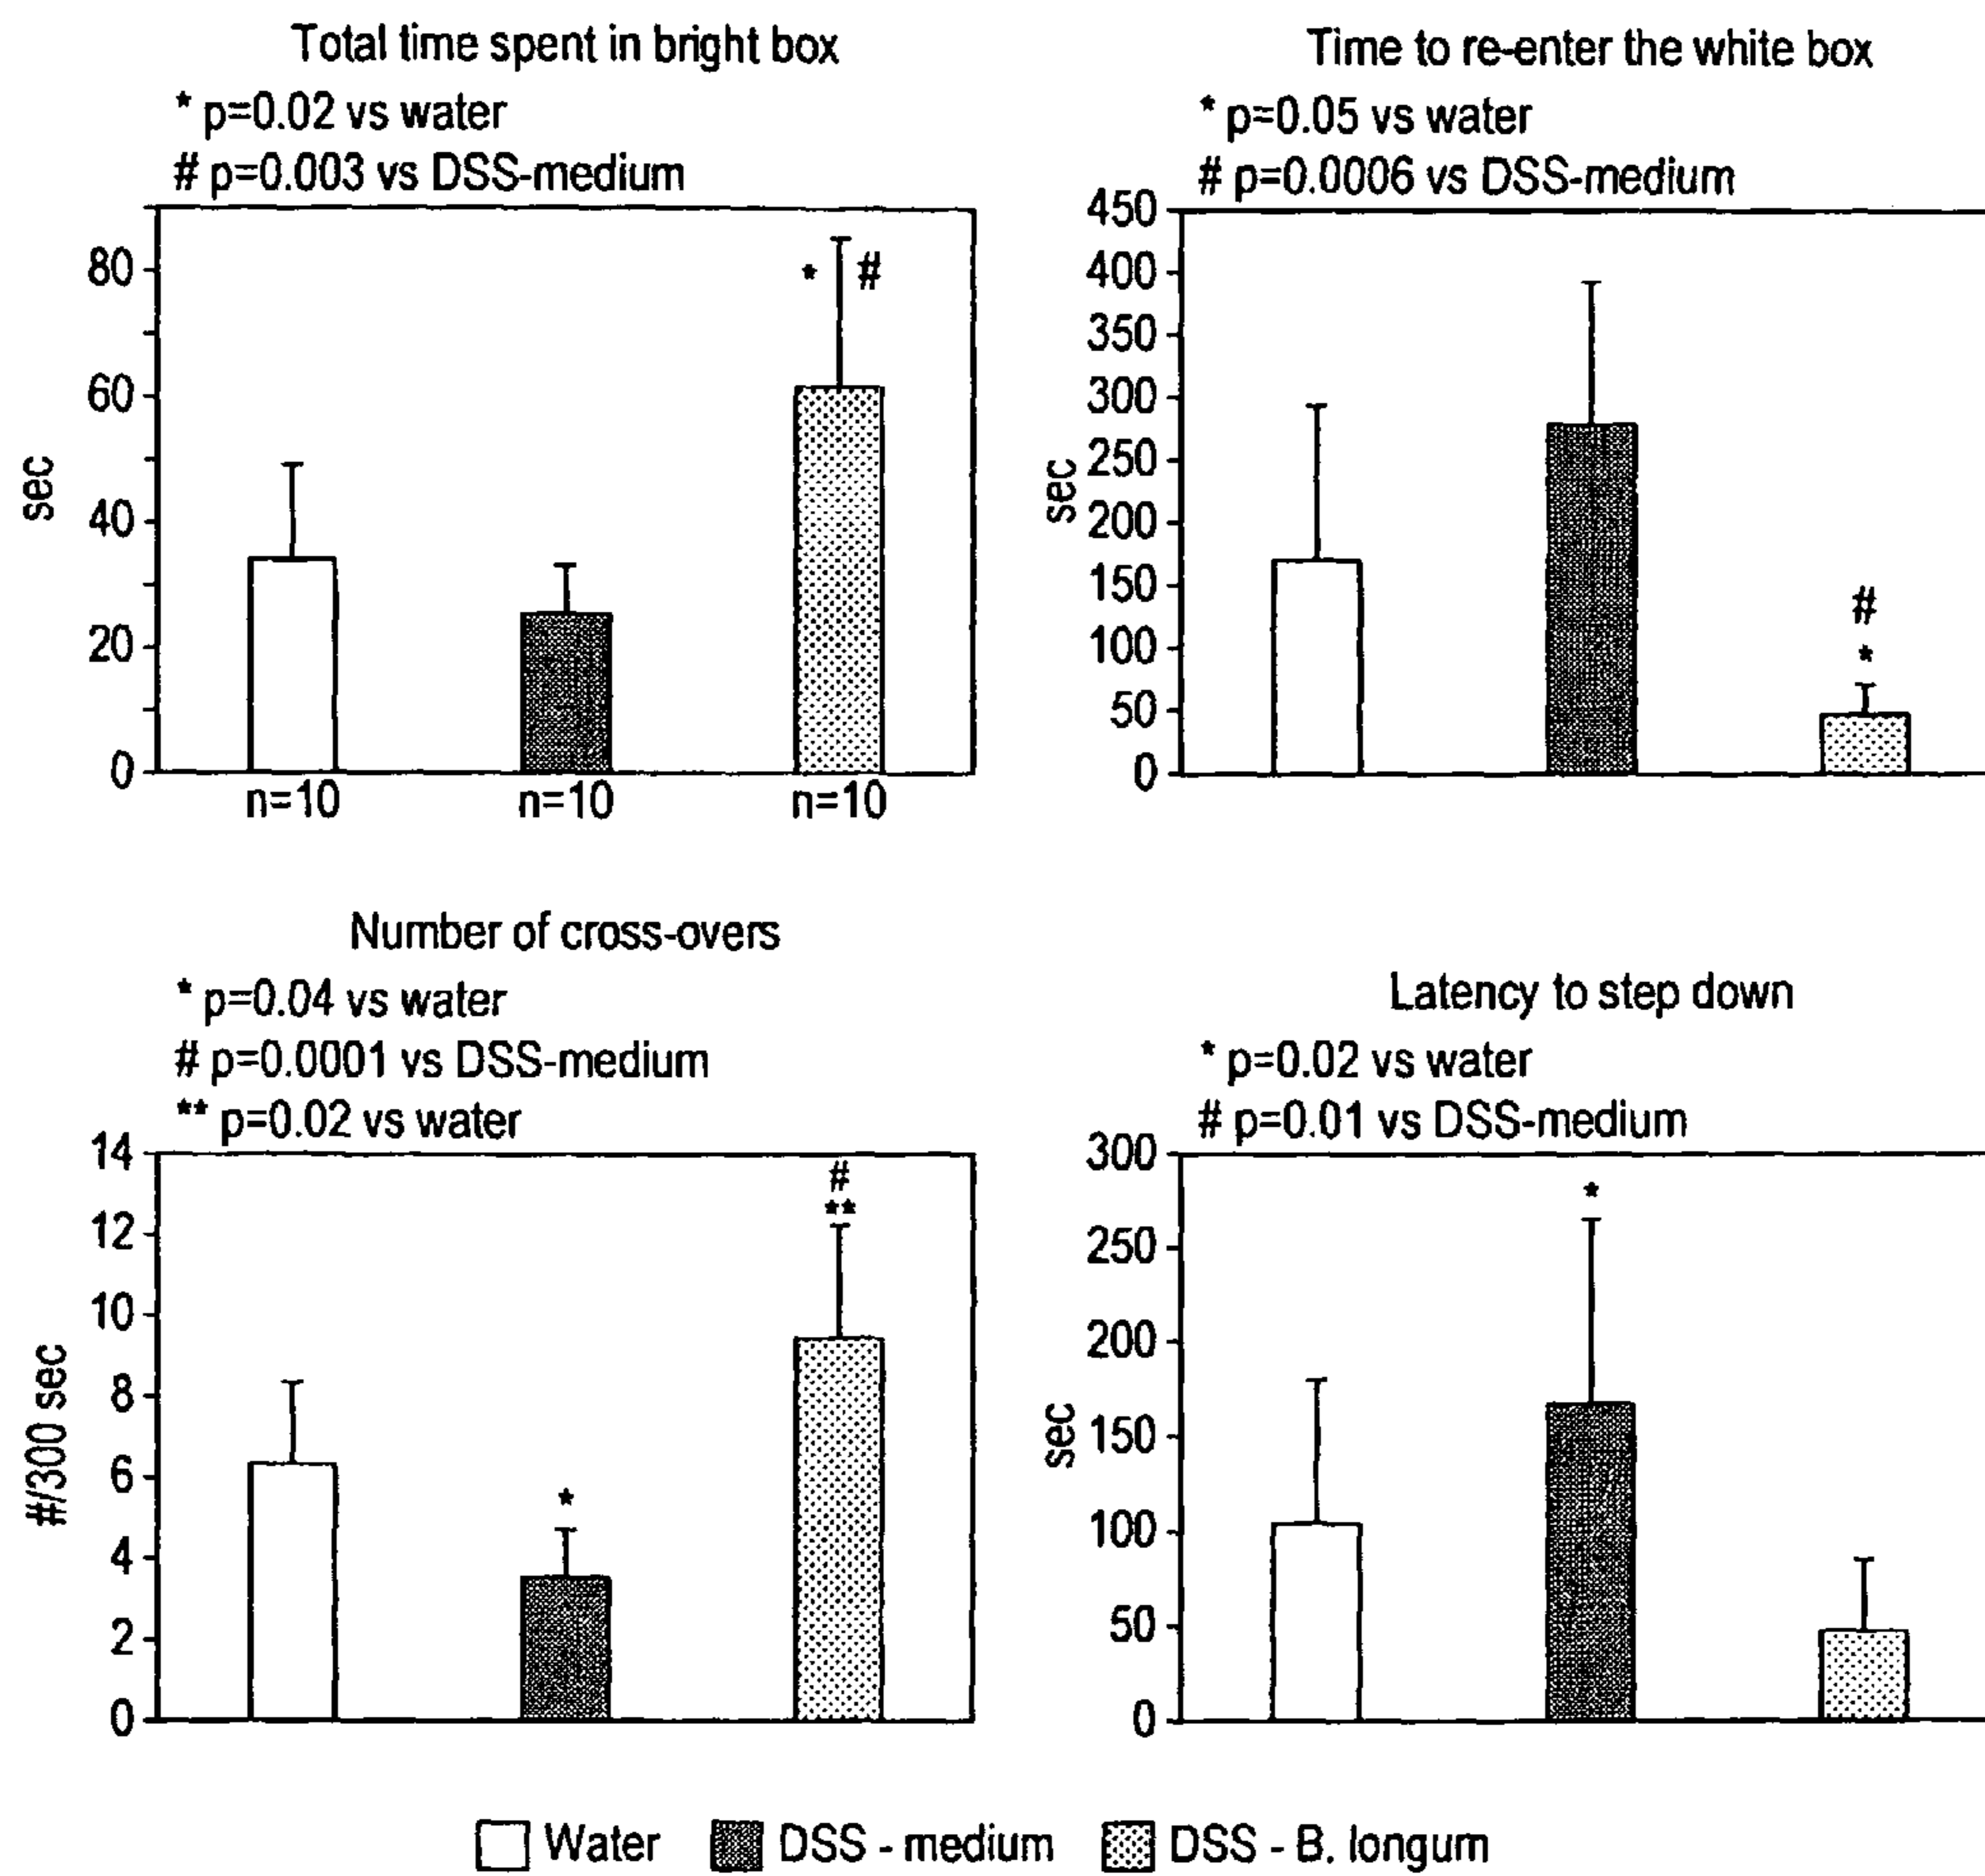 Total time spent in bright box
* p=0.02 vs water
# p=0.003 vs DSS-medium
80
60
40
20
0
sec
* #
n=10 n=10 n=10
Time to re-enter the white box
* p=0.05 vs water
# p=0.0006 vs DSS-medium
450
400
350
300
250
200
150
100
50
0
sec
#
*
Number of cross-overs
* p=0.04 vs water
# p=0.0001 vs DSS-medium
** p=0.02 vs water
14
12
10
8
6
4
2
0
#/300 sec
*
#
**
Latency to step down
* p=0.02 vs water
# p=0.01 vs DSS-medium
300
250
200
150
100
50
0
sec
*
Water DSS - medium DSS - B. longum